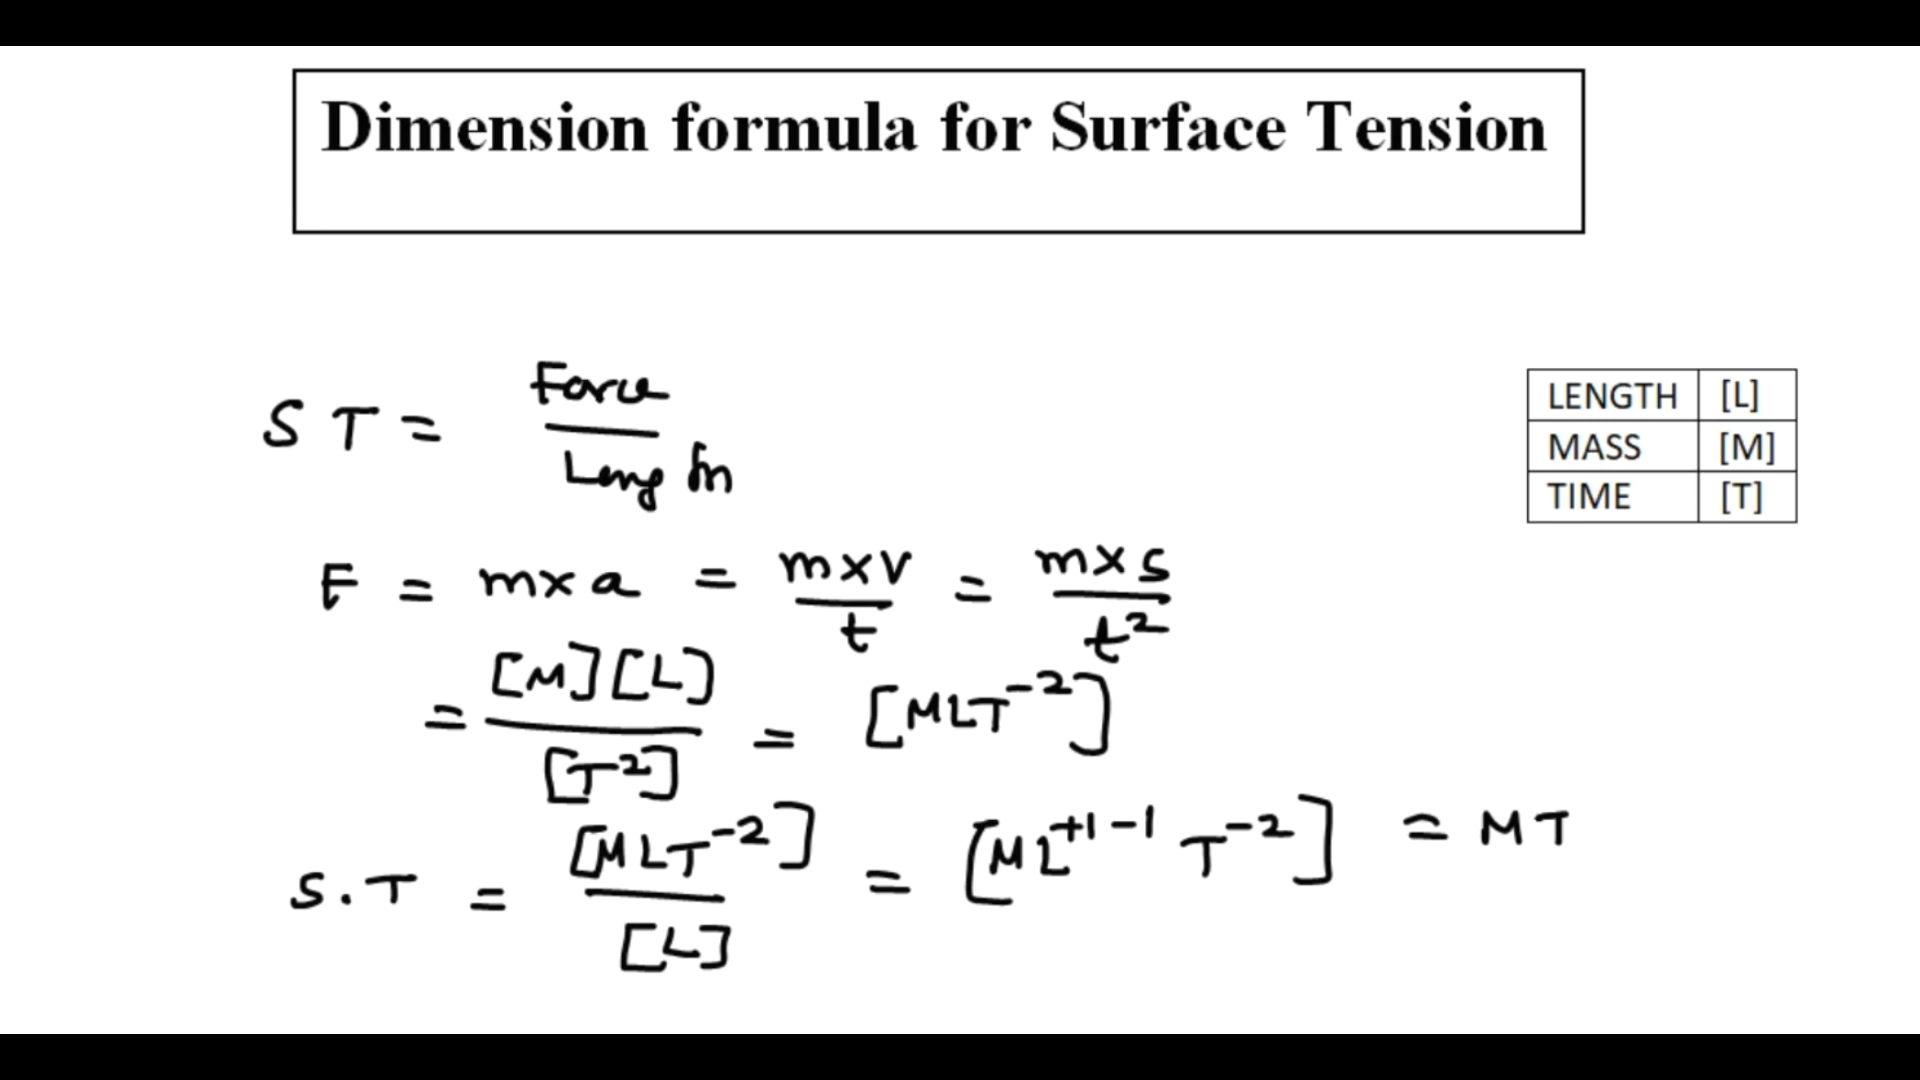 Dimension formula for Surface Tension
S T = Force / Length
LENGTH [L]
MASS [M]
TIME [T]
F = m x a = m x v / t = m x s / t²
= [M][L] / [T²] = [MLT⁻²]
S.T = [MLT⁻²] / [L] = [ML⁺¹⁻¹ T⁻²] = MT